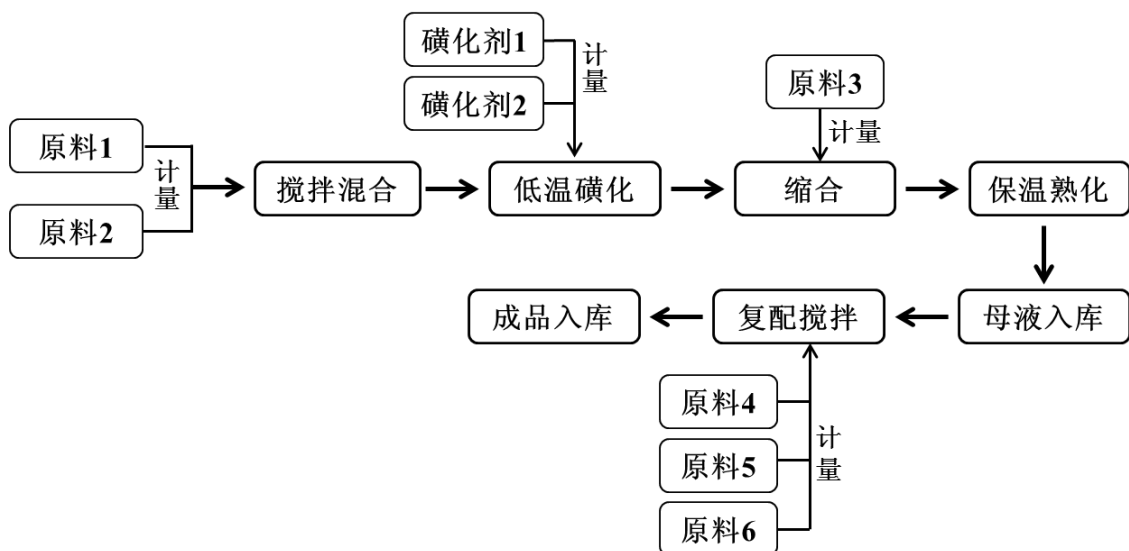 磺化剂1
计量
磺化剂2
原料3
计量
原料1
计量
原料2
搅拌混合
低温磺化
缩合
保温熟化
成品入库
复配搅拌
母液入库
原料4
计量
原料5
原料6